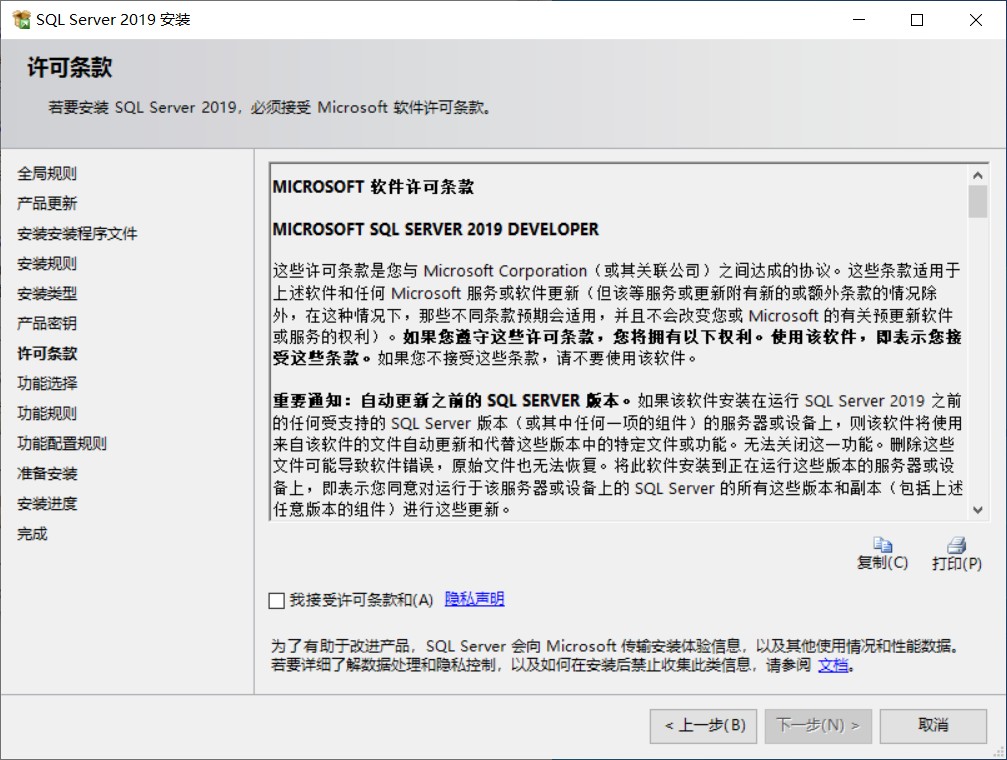 SQL Server 2019 安装
许可条款
若要安装 SQL Server 2019，必须接受 Microsoft 软件许可条款。
全局规则
产品更新
安装安装程序文件
安装规则
安装类型
产品密钥
许可条款
功能选择
功能规则
功能配置规则
准备安装
安装进度
完成
MICROSOFT 软件许可条款
MICROSOFT SQL SERVER 2019 DEVELOPER
这些许可条款是您与 Microsoft Corporation（或其关联公司）之间达成的协议。这些条款适用于
上述软件和任何 Microsoft 服务或软件更新（但该等服务或更新附有新的或额外条款的情况除
外，在这种情况下，那些不同条款预期会适用，并且不会改变您或 Microsoft 的有关预更新软件
或服务的权利）。如果您遵守这些许可条款，您将拥有以下权利。使用该软件，即表示您接
受这些条款。如果您不接受这些条款，请不要使用该软件。
重要通知：自动更新之前的 SQL SERVER 版本。如果该软件安装在运行 SQL Server 2019 之前
的任何受支持的 SQL Server 版本（或其中任何一项的组件）的服务器或设备上，则该软件将使用
来自该软件的文件自动更新和代替这些版本中的特定文件或功能。无法关闭这一功能。删除这些
文件可能导致软件错误，原始文件也无法恢复。将此软件安装到正在运行这些版本的服务器或设
备上，即表示您同意对运行于该服务器或设备上的 SQL Server 的所有这些版本和副本（包括上述
任意版本的组件）进行这些更新。
复制(C)
打印(P)
我接受许可条款和(A) 隐私声明
为了有助于改进产品，SQL Server 会向 Microsoft 传输安装体验信息，以及其他使用情况和性能数据。
若要详细了解数据处理和隐私控制，以及如何在安装后禁止收集此类信息，请参阅 文档。
< 上一步(B)
下一步(N) >
取消